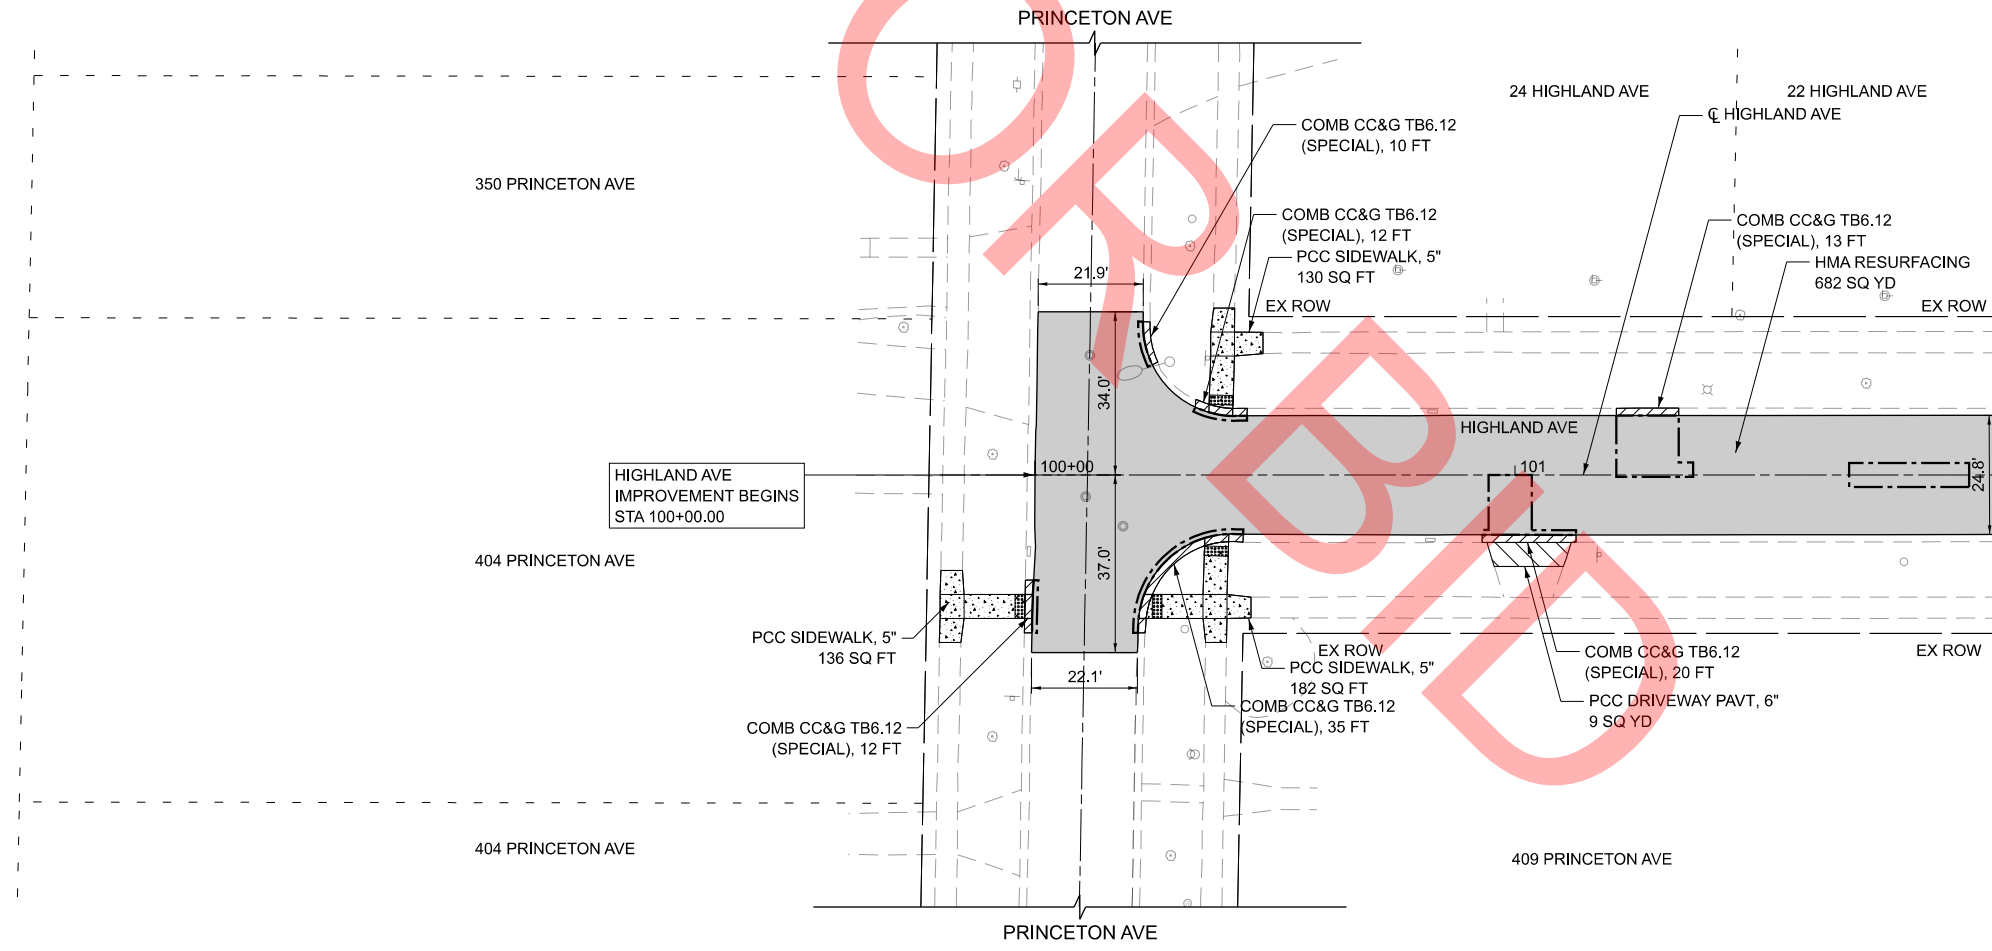 PRINCETON AVE
24 HIGHLAND AVE
22 HIGHLAND AVE
℄ HIGHLAND AVE
COMB CC&G TB6.12
(SPECIAL), 10 FT
350 PRINCETON AVE
COMB CC&G TB6.12
(SPECIAL), 12 FT
PCC SIDEWALK, 5"
130 SQ FT
COMB CC&G TB6.12
(SPECIAL), 13 FT
HMA RESURFACING
682 SQ YD
21.9'
EX ROW
EX ROW
34.0'
HIGHLAND AVE
100+00
101
24.8'
HIGHLAND AVE
IMPROVEMENT BEGINS
STA 100+00.00
404 PRINCETON AVE
37.0'
PCC SIDEWALK, 5"
136 SQ FT
EX ROW
PCC SIDEWALK, 5"
182 SQ FT
COMB CC&G TB6.12
(SPECIAL), 20 FT
EX ROW
22.1'
COMB CC&G TB6.12
(SPECIAL), 35 FT
PCC DRIVEWAY PAVT, 6"
9 SQ YD
COMB CC&G TB6.12
(SPECIAL), 12 FT
404 PRINCETON AVE
409 PRINCETON AVE
PRINCETON AVE
OR BID